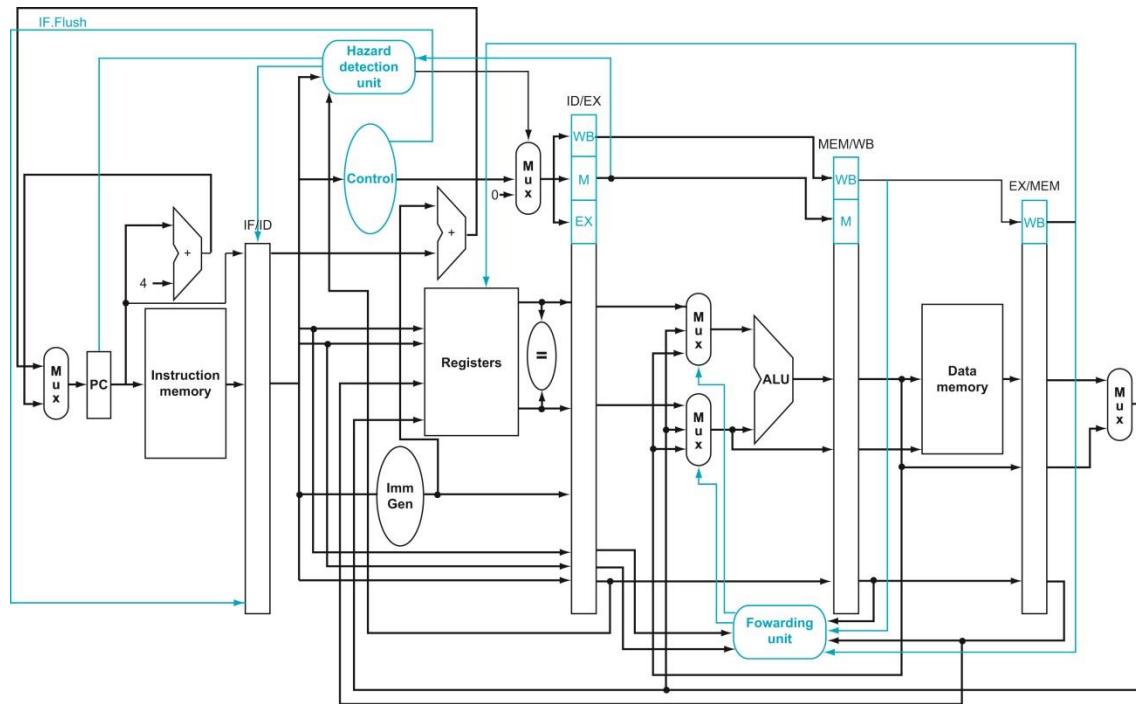 IF.Flush
Hazard
detection
unit
ID/EX
WB
MEM/WB
Control
M
u
x
M
WB
EX/MEM
0
IF/ID
EX
M
WB
+
+
4
M
u
x
PC
Instruction
memory
Registers
=
M
u
x
ALU
Data
memory
M
u
x
M
u
x
Imm
Gen
Fowarding
unit